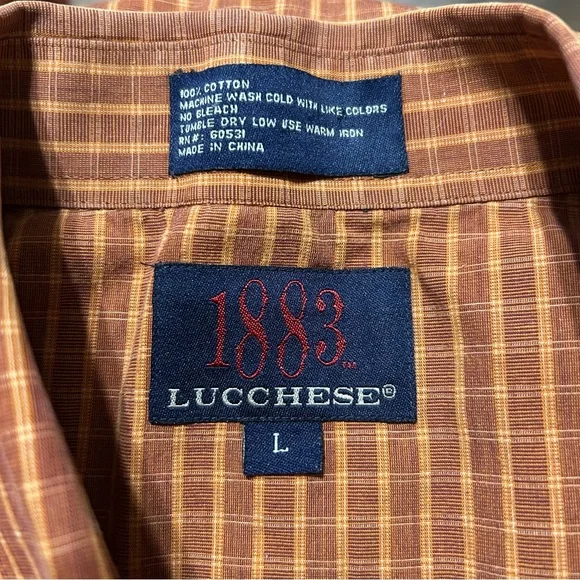 100% COTTON
MACHINE WASH COLD WITH LIKE COLORS
NO BLEACH
TUMBLE DRY LOW USE WARM IRON
RN#: 60531
MADE IN CHINA
1883
LUCCHESE®
L